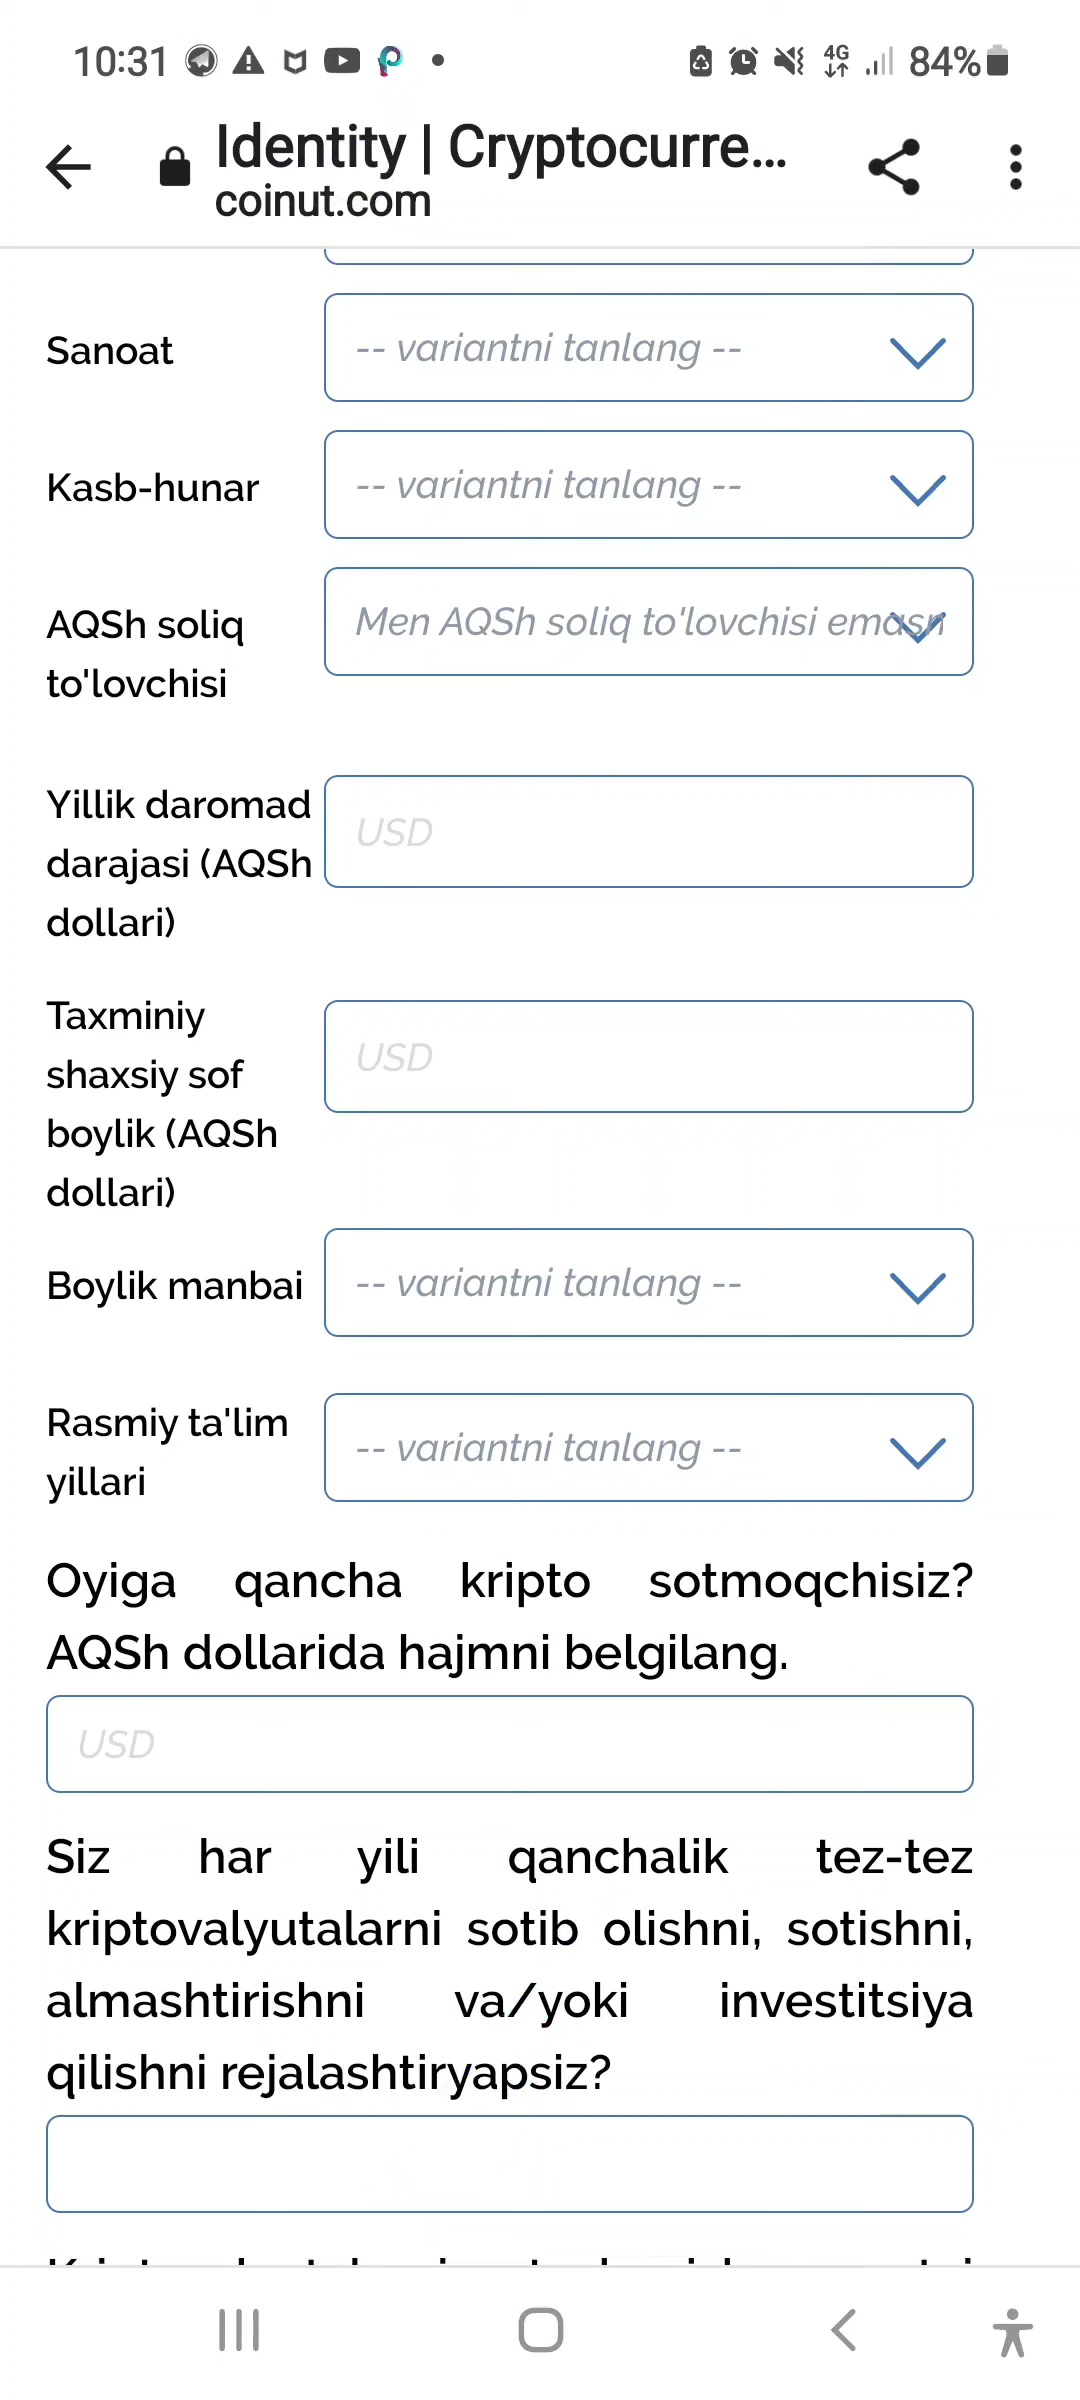 10:31 84%
4G
Identity | Cryptocurre...
coinut.com
Sanoat
-- variantni tanlang --
Kasb-hunar
-- variantni tanlang --
AQSh soliq
to'lovchisi
Men AQSh soliq to'lovchisi
Yillik daromad
darajasi (AQSh
dollari)
USD
Taxminiy
shaxsiy sof
boylik (AQSh
dollari)
USD
Boylik manbai
-- variantni tanlang --
Rasmiy ta'lim
yillari
-- variantni tanlang --
Oyiga qancha kripto sotmoqchisiz?
AQSh dollarida hajmni belgilang.
USD
Siz har yili qanchalik tez-tez
kriptovalyutalarni sotib olishni, sotishni,
almashtirishni va/yoki investitsiya
qilishni rejalashtiryapsiz?